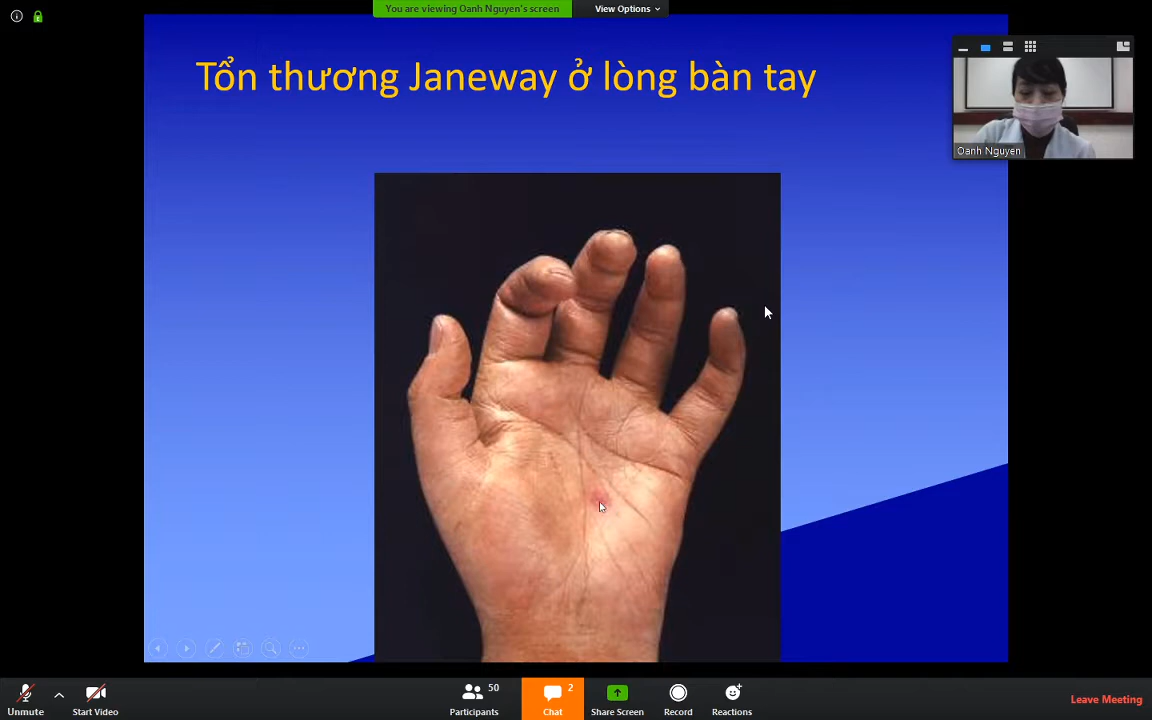 You are viewing Oanh Nguyen's screen
View Options
Tổn thương Janeway ở lòng bàn tay
Oanh Nguyen
Unmute
Start Video
Participants
50
Chat
2
Share Screen
Record
Reactions
Leave Meeting